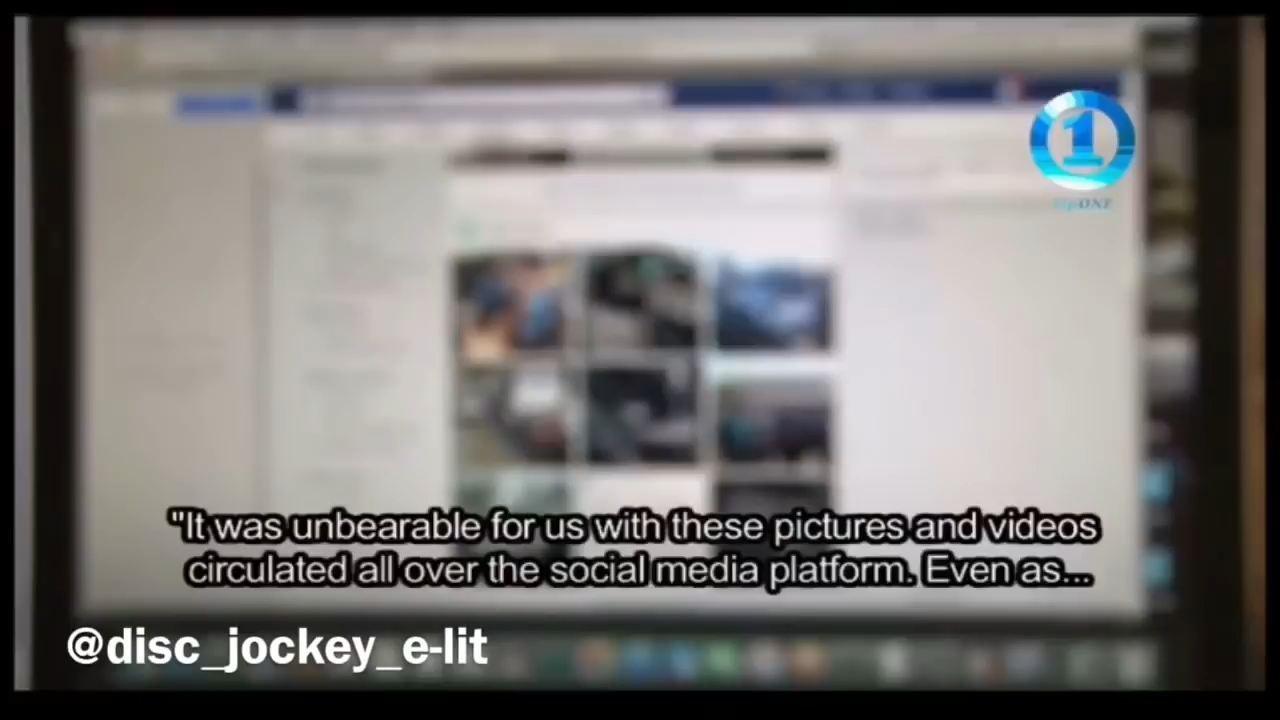 1
"It was unbearable for us with these pictures and videos
circulated all over the social media platform. Even as...
@disc_jockey_e-lit